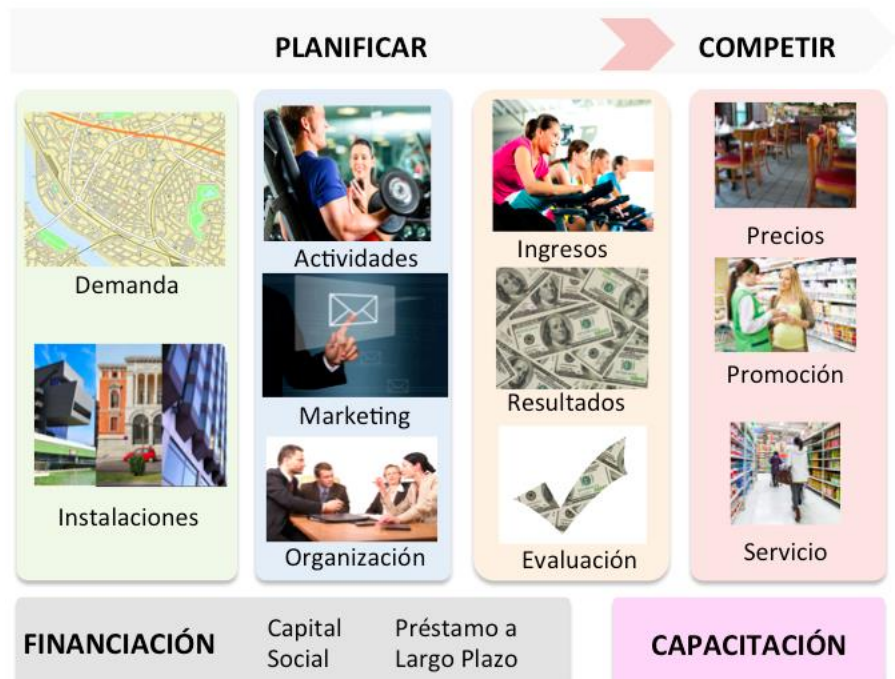 PLANIFICAR
COMPETIR
Demanda
Instalaciones
Actividades
Marketing
Organización
Ingresos
Resultados
Evaluación
Precios
Promoción
Servicio
FINANCIACIÓN
Capital
Social
Préstamo a
Largo Plazo
CAPACITACIÓN